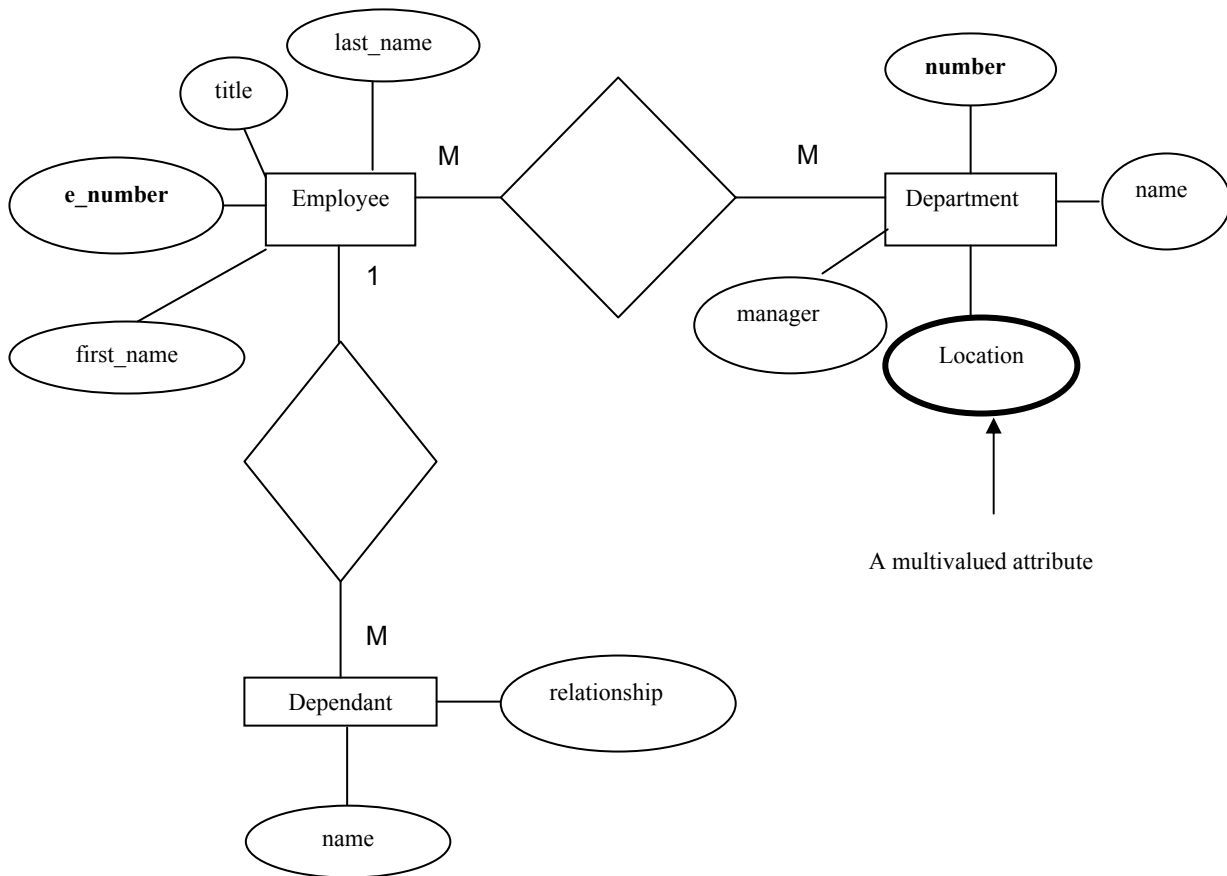 last_name
number
title
M
M
e_number
Employee
Department
name
1
manager
first_name
Location
A multivalued attribute
M
relationship
Dependant
name